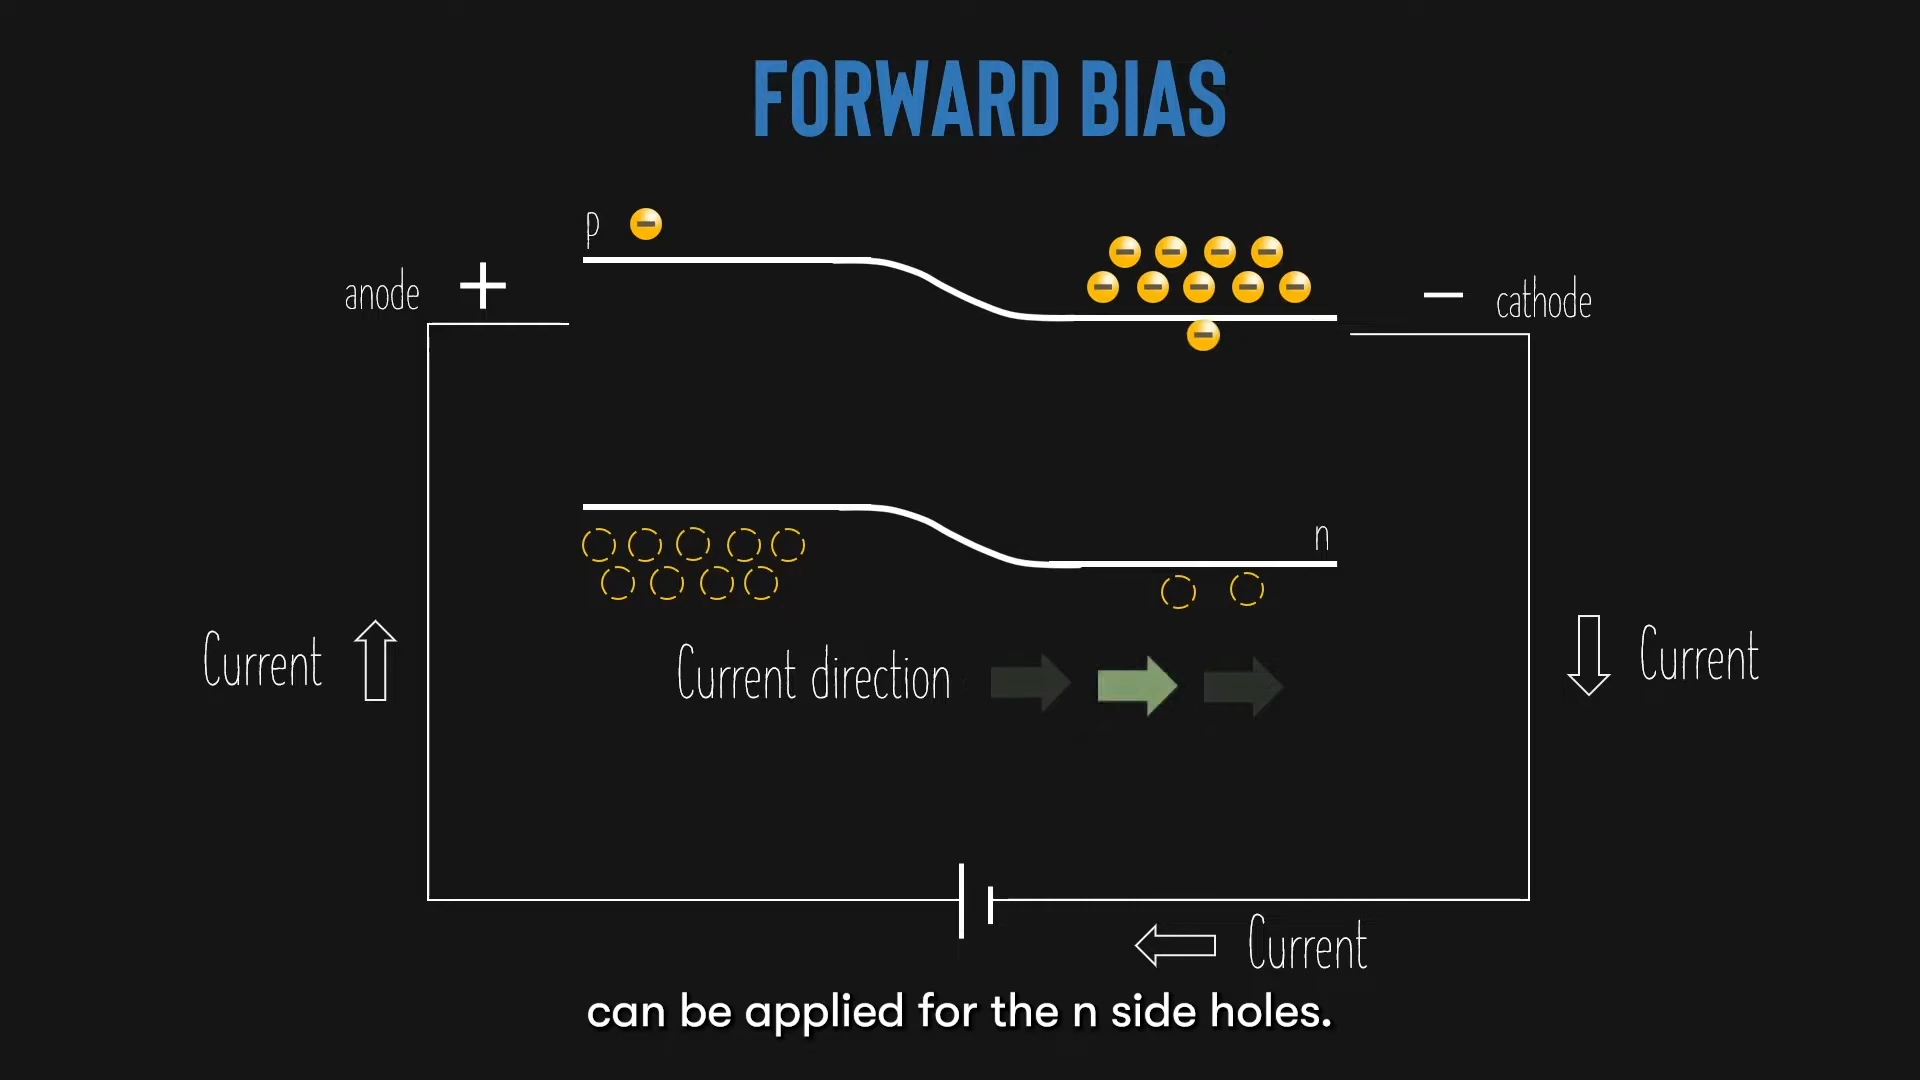 FORWARD BIAS
p
anode +
− cathode
n
Current
Current direction
Current
Current
can be applied for the n side holes.